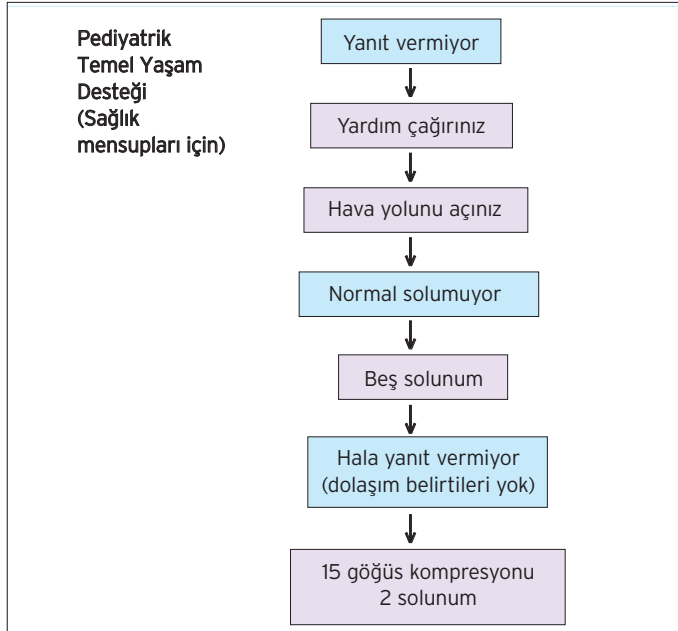 Pediyatrik
Temel Yaşam
Desteği
(Sağlık
mensupları için)
Yanıt vermiyor
Yardım çağırınız
Hava yolunu açınız
Normal solumuyor
Beş solunum
Hala yanıt vermiyor
(dolaşım belirtileri yok)
15 göğüs kompresyonu
2 solunum